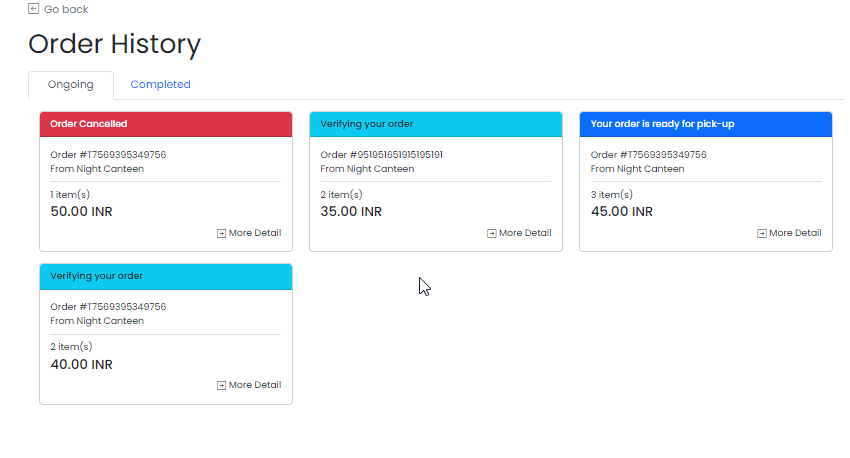 Go back
Order History
Ongoing
Completed
Order Cancelled
Order #T7569395349756
From Night Canteen
1 item(s)
50.00 INR
More Detail
Verifying your order
Order #951951651915195191
From Night Canteen
2 item(s)
35.00 INR
More Detail
Your order is ready for pick-up
Order #T7569395349756
From Night Canteen
3 item(s)
45.00 INR
More Detail
Verifying your order
Order #T7569395349756
From Night Canteen
2 item(s)
40.00 INR
More Detail